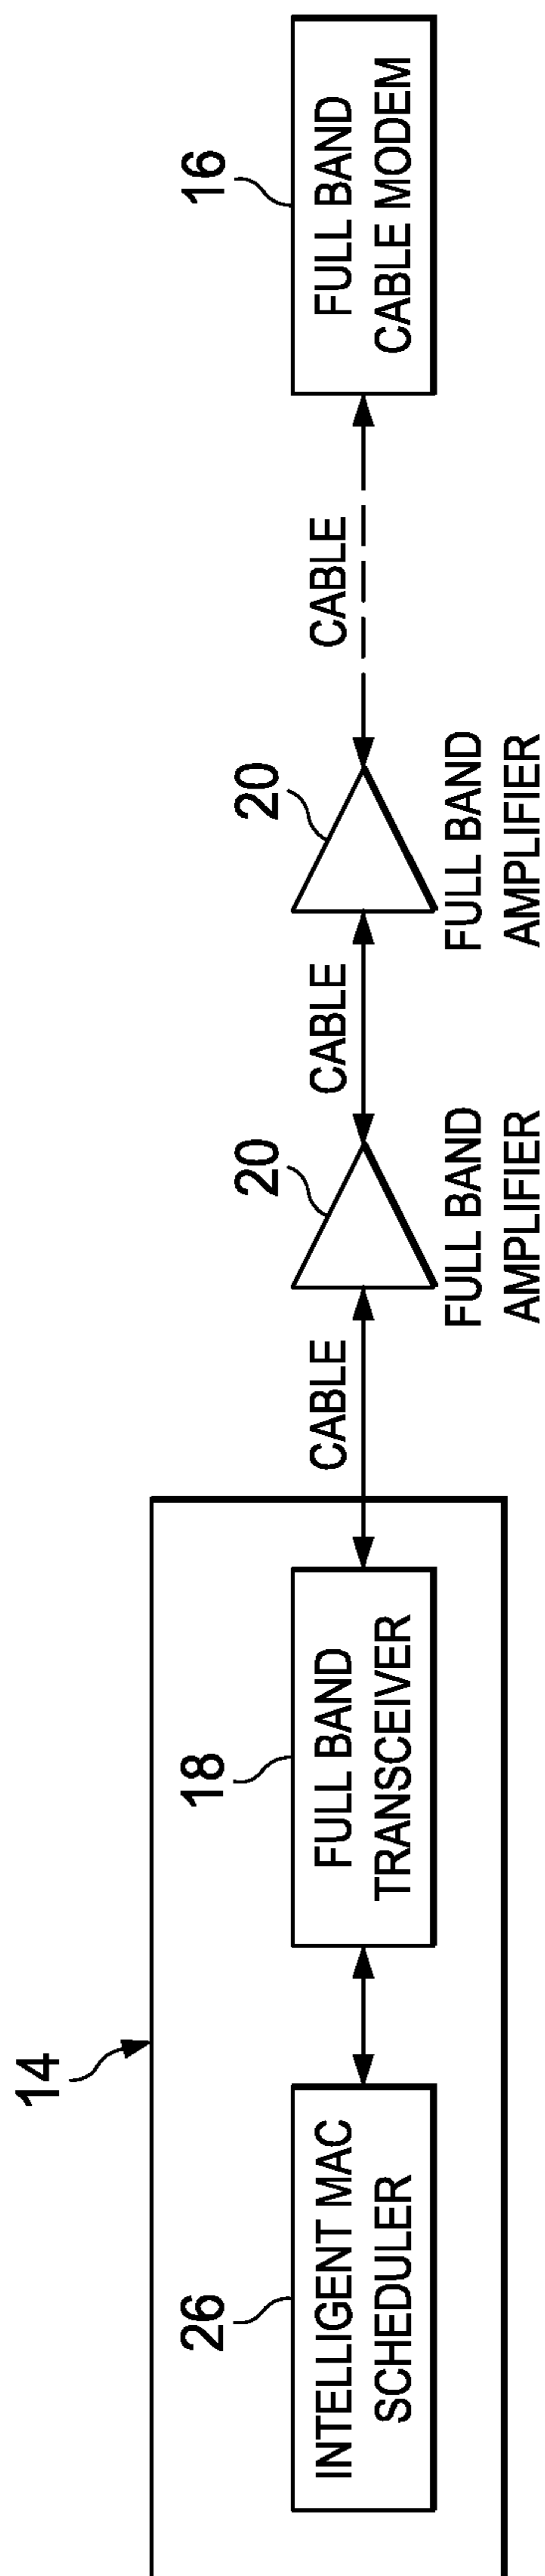 14
26
INTELLIGENT MAC
SCHEDULER
18
FULL BAND
TRANSCEIVER
CABLE
20
FULL BAND
AMPLIFIER
CABLE
20
FULL BAND
AMPLIFIER
CABLE
16
FULL BAND
CABLE MODEM